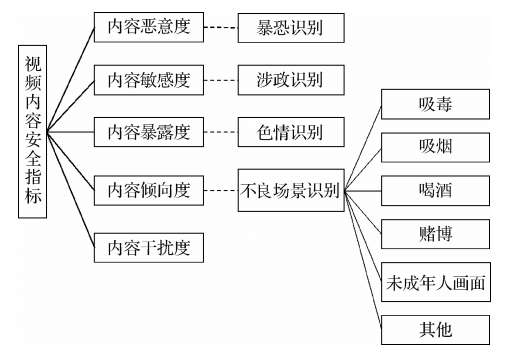 视频内容安全指标
内容恶意度
暴恐识别
内容敏感度
涉政识别
内容暴露度
色情识别
内容倾向度
不良场景识别
内容干扰度
吸毒
吸烟
喝酒
赌博
未成年人画面
其他